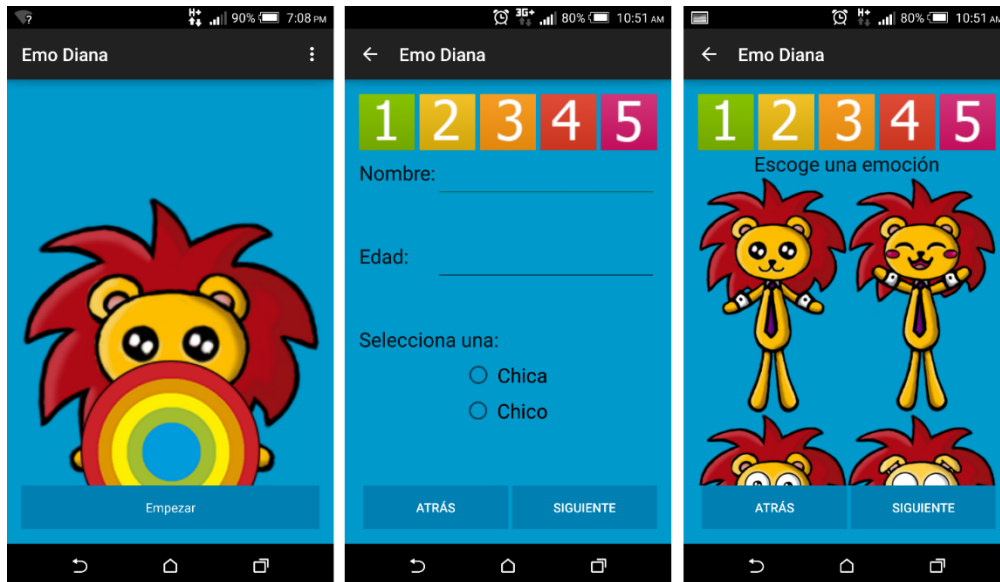 H+ 90% 7:08 PM
Emo Diana
Empezar
3G+ 80% 10:51 AM
Emo Diana
1 2 3 4 5
Nombre:
Edad:
Selecciona una:
Chica
Chico
ATRÁS SIGUIENTE
H+ 80% 10:51 AM
Emo Diana
1 2 3 4 5
Escoge una emoción
ATRÁS SIGUIENTE